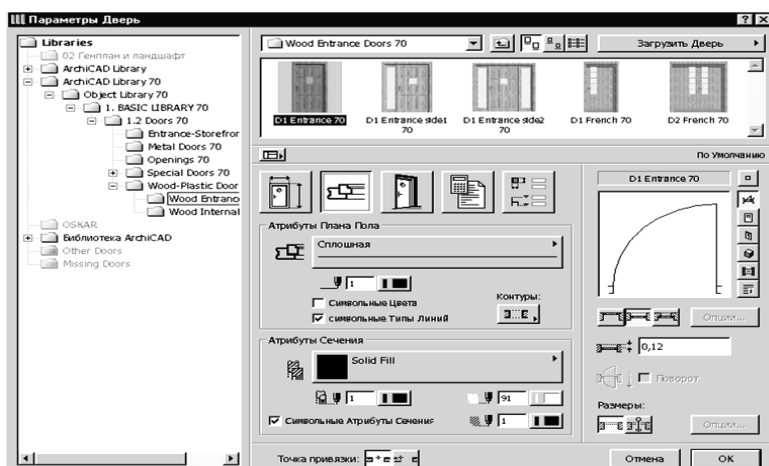 Параметры Дверь
Libraries
02 Генплан и ландшафт
ArchiCAD Library
ArchiCAD Library 70
Object Library 70
1. BASIC LIBRARY 70
1.2 Doors 70
Entrance-Storefror
Metal Doors 70
Openings 70
Special Doors 70
Wood-Plastic Door
Wood Entranc
Wood Internal
OSKAR
Библиотека ArchiCAD
Other Doors
Missing Doors
Wood Entrance Doors 70
Загрузить Дверь
D1 Entrance 70
D1 Entrance side1 70
D1 Entrance side2 70
D1 French 70
D2 French 70
По Умолчанию
D1 Entrance 70
Атрибуты Плана Пола
Сплошная
1
Символьные Цвета
символьные Типы Линий
Контуры:
Атрибуты Сечения
Solid Fill
1
91
Символьные Атрибуты Сечения
1
Опции...
0,12
Поворот
Размеры:
Опции...
Точка привязки:
Отмена
OK